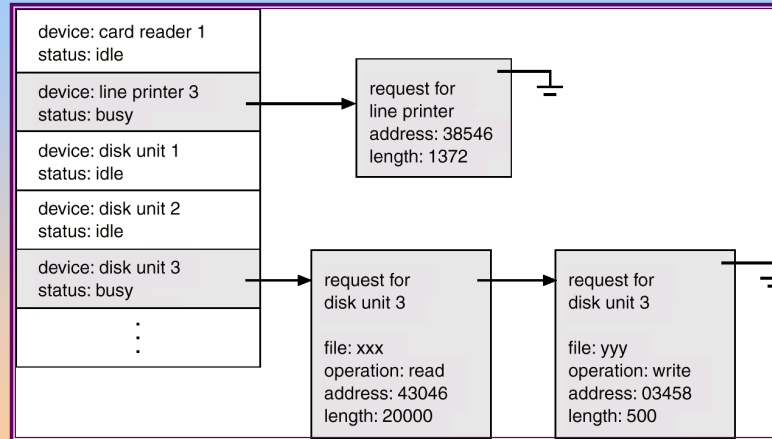 device: card reader 1
status: idle
device: line printer 3
status: busy
device: disk unit 1
status: idle
device: disk unit 2
status: idle
device: disk unit 3
status: busy
request for
line printer
address: 38546
length: 1372
request for
disk unit 3
file: xxx
operation: read
address: 43046
length: 20000
request for
disk unit 3
file: yyy
operation: write
address: 03458
length: 500